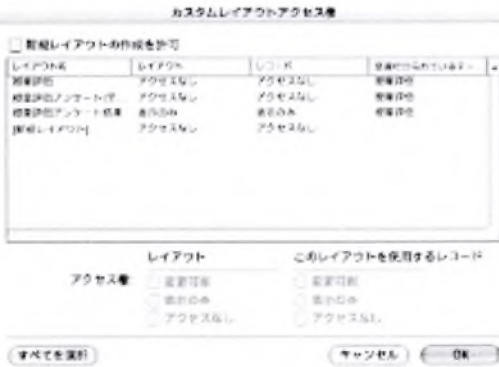 カスタムレイアウトアクセス権
新規レイアウトの作成を許可
レイアウト名 レイアウト レコード
授業評価 アクセスなし アクセスなし 授業評価
授業評価アンケート アクセスなし アクセスなし 授業評価
授業評価アンケート結果 表示のみ 表示のみ 授業評価
[新規レイアウト] アクセスなし アクセスなし
レイアウト このレイアウトを使用するレコード
アクセス権 変更可能 変更可能
表示のみ 表示のみ
アクセスなし アクセスなし
すべてを選択 キャンセル OK